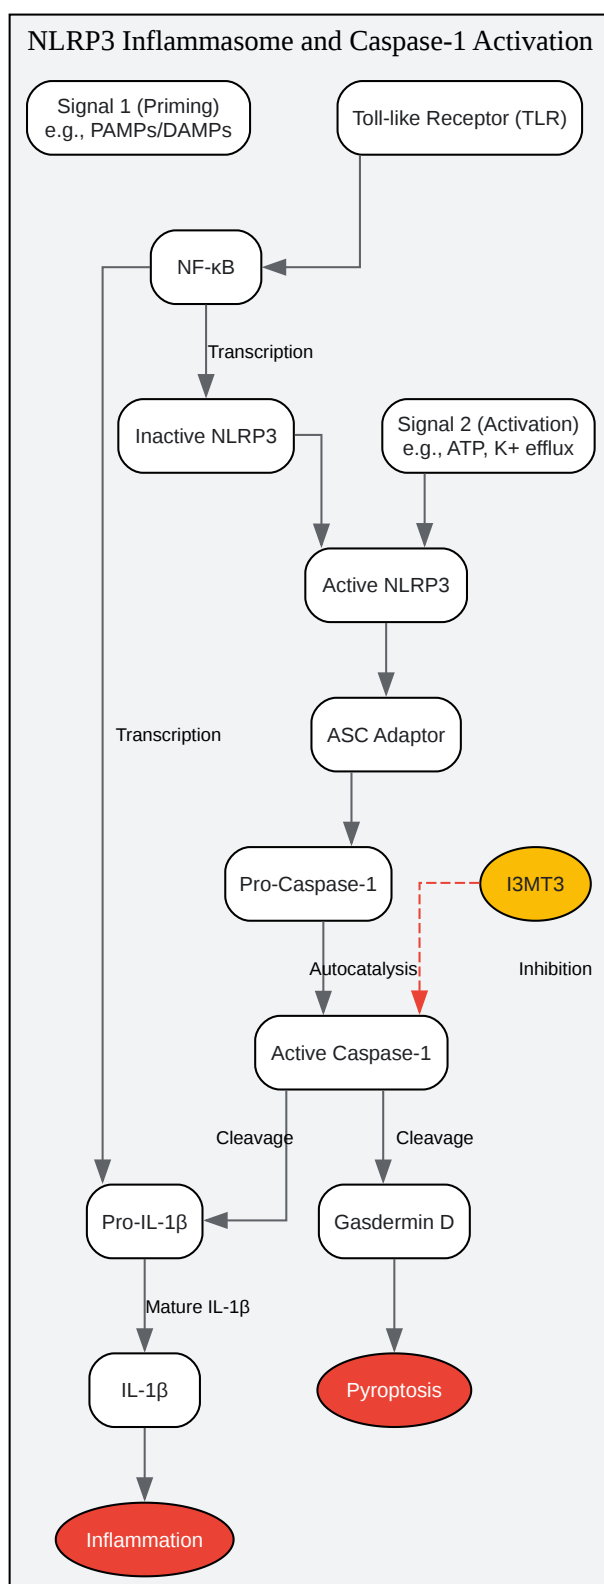 NLRP3 Inflammasome and Caspase-1 Activation
Signal 1 (Priming)
e.g., PAMPs/DAMPs
Toll-like Receptor (TLR)
NF-κB
Transcription
Inactive NLRP3
Signal 2 (Activation)
e.g., ATP, K+ efflux
Active NLRP3
Transcription
ASC Adaptor
Pro-Caspase-1
I3MT3
Autocatalysis
Inhibition
Active Caspase-1
Cleavage
Cleavage
Pro-IL-1β
Gasdermin D
Mature IL-1β
IL-1β
Pyroptosis
Inflammation